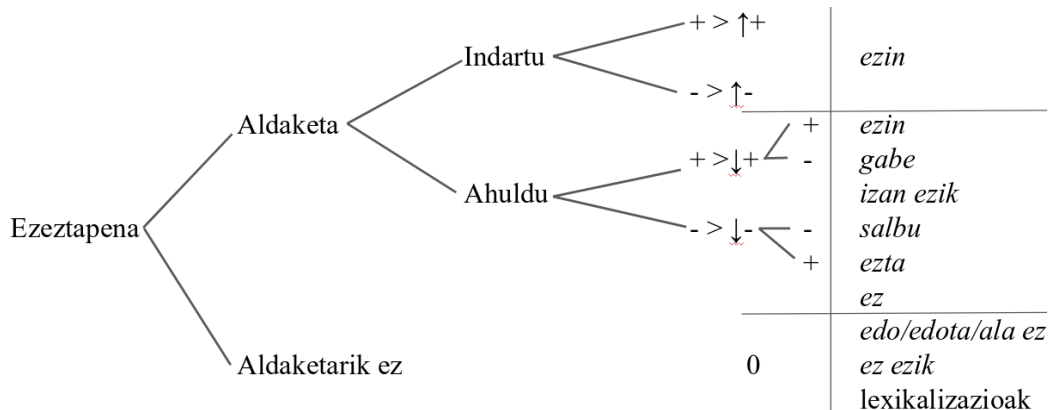 + > ↑+
Indartu
ezin
- > ↑-
Aldaketa
+ ezin
+ > ↓+ - gabe
Ahuldu
izan ezik
Ezeztapena
- > ↓- - salbu
+ ezta
ez
edo/edota/ala ez
Aldaketarik ez 0 ez ezik
lexikalizazioak